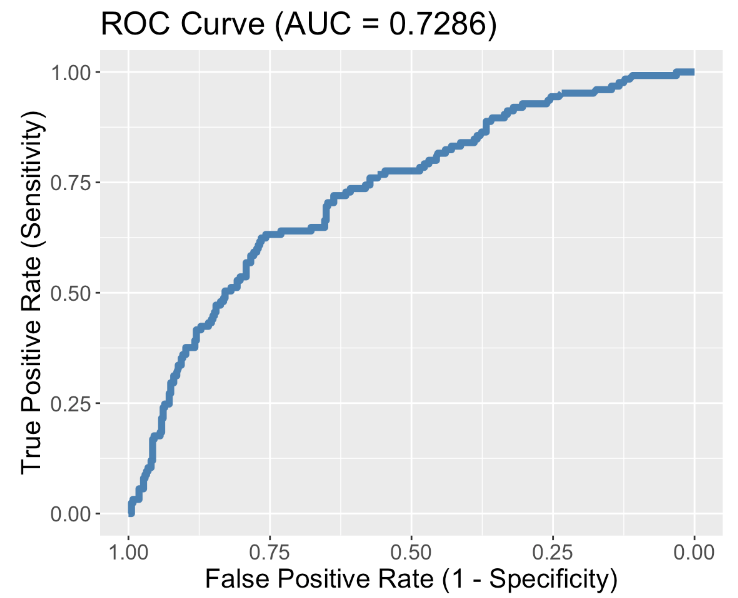 ROC Curve (AUC = 0.7286)
True Positive Rate (Sensitivity)
1.00
0.75
0.50
0.25
0.00
1.00 0.75 0.50 0.25 0.00
False Positive Rate (1 - Specificity)